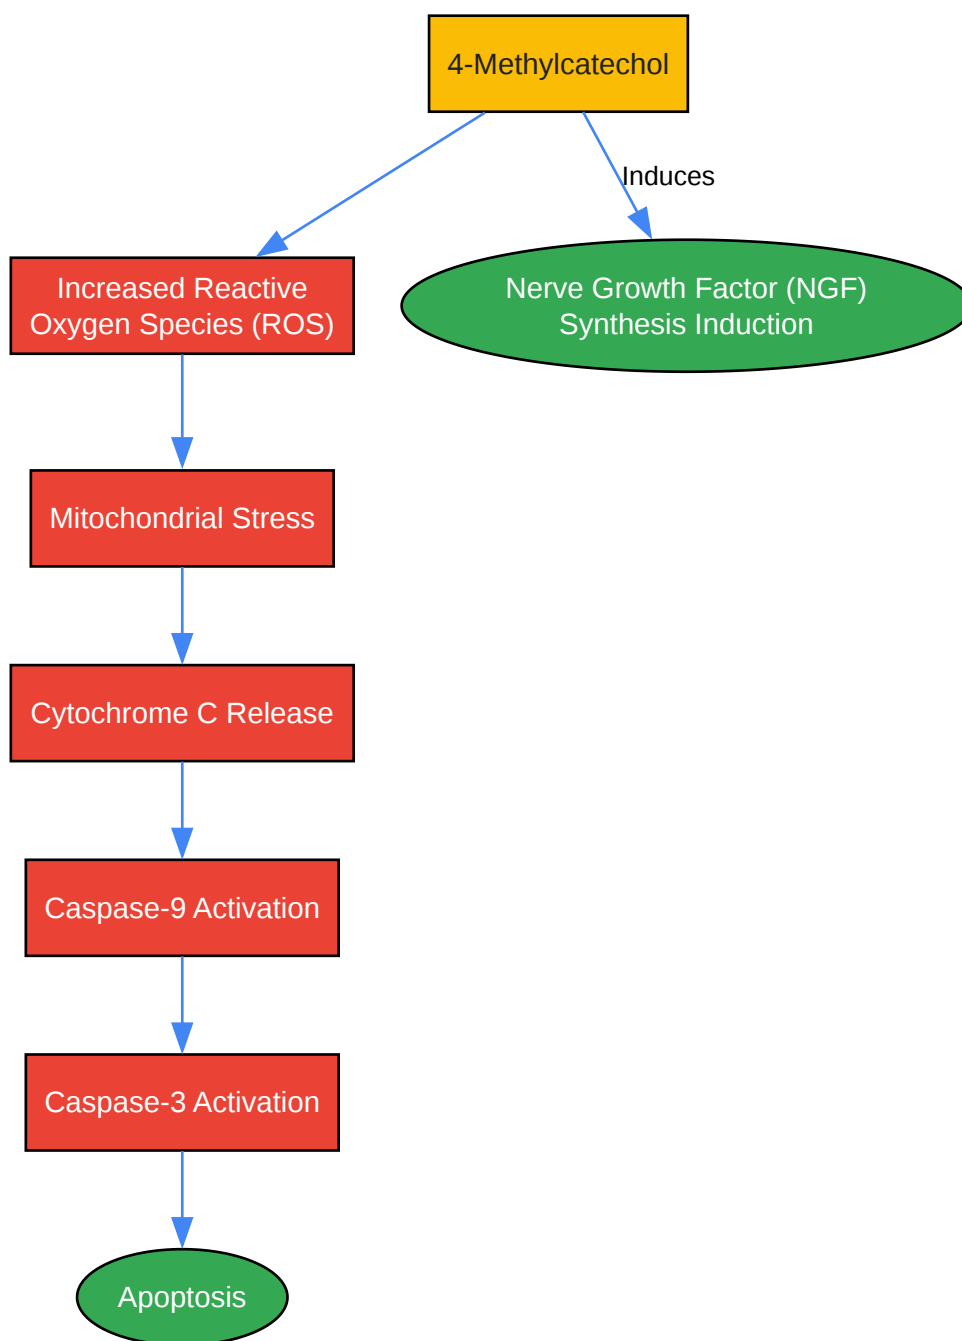 4-Methylcatechol
Induces
Increased Reactive
Oxygen Species (ROS)
Nerve Growth Factor (NGF)
Synthesis Induction
Mitochondrial Stress
Cytochrome C Release
Caspase-9 Activation
Caspase-3 Activation
Apoptosis